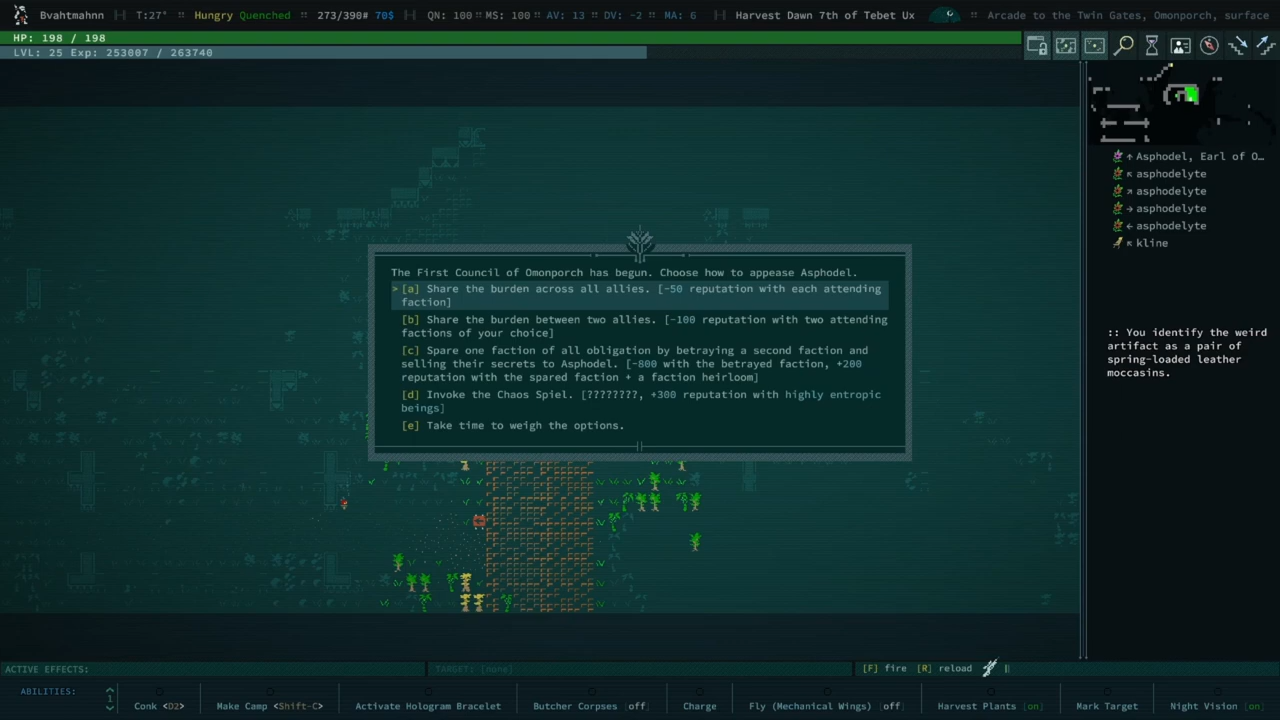 Bvahtmahnn T:27° :: Hungry Quenched :: 273/390# 70$ QN: 100 :: MS: 100 :: AV: 13 :: DV: -2 :: MA: 6 Harvest Dawn 7th of Tebet Ux :: Arcade to the Twin Gates, Omonporch, surface
HP: 198 / 198
LVL: 25 Exp: 253007 / 263740
↑ Asphodel, Earl of O…
↖ asphodelyte
↗ asphodelyte
→ asphodelyte
← asphodelyte
↖ kline
:: You identify the weird
artifact as a pair of
spring-loaded leather
moccasins.
The First Council of Omonporch has begun. Choose how to appease Asphodel.
> [a] Share the burden across all allies. [-50 reputation with each attending
faction]
[b] Share the burden between two allies. [-100 reputation with two attending
factions of your choice]
[c] Spare one faction of all obligation by betraying a second faction and
selling their secrets to Asphodel. [-800 with the betrayed faction, +200
reputation with the spared faction + a faction heirloom]
[d] Invoke the Chaos Spiel. [????????, +300 reputation with highly entropic
beings]
[e] Take time to weigh the options.
ACTIVE EFFECTS: TARGET: [none] [F] fire [R] reload
ABILITIES: 1 Conk <D2> Make Camp <Shift-C> Activate Hologram Bracelet Butcher Corpses [off] Charge Fly (Mechanical Wings) [off] Harvest Plants [on] Mark Target Night Vision [on]